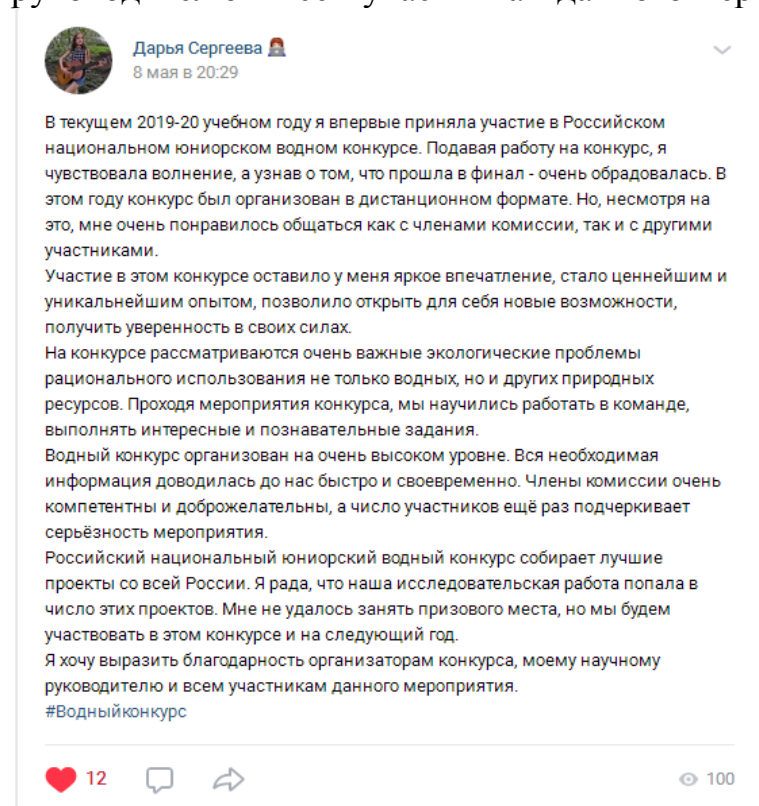 Дарья Сергеева
8 мая в 20:29
В текущем 2019-20 учебном году я впервые приняла участие в Российском
национальном юниорском водном конкурсе. Подавая работу на конкурс, я
чувствовала волнение, а узнав о том, что прошла в финал - очень обрадовалась. В
этом году конкурс был организован в дистанционном формате. Но, несмотря на
это, мне очень понравилось общаться как с членами комиссии, так и с другими
участниками.
Участие в этом конкурсе оставило у меня яркое впечатление, стало ценнейшим и
уникальнейшим опытом, позволило открыть для себя новые возможности,
получить уверенность в своих силах.
На конкурсе рассматриваются очень важные экологические проблемы
рационального использования не только водных, но и других природных
ресурсов. Проходя мероприятия конкурса, мы научились работать в команде,
выполнять интересные и познавательные задания.
Водный конкурс организован на очень высоком уровне. Вся необходимая
информация доводилась до нас быстро и своевременно. Члены комиссии очень
компетентны и доброжелательны, а число участников ещё раз подчеркивает
серьёзность мероприятия.
Российский национальный юниорский водный конкурс собирает лучшие
проекты со всей России. Я рада, что наша исследовательская работа попала в
число этих проектов. Мне не удалось занять призового места, но мы будем
участвовать в этом конкурсе и на следующий год.
Я хочу выразить благодарность организаторам конкурса, моему научному
руководителю и всем участникам данного мероприятия.
#Водныйконкурс
12
100